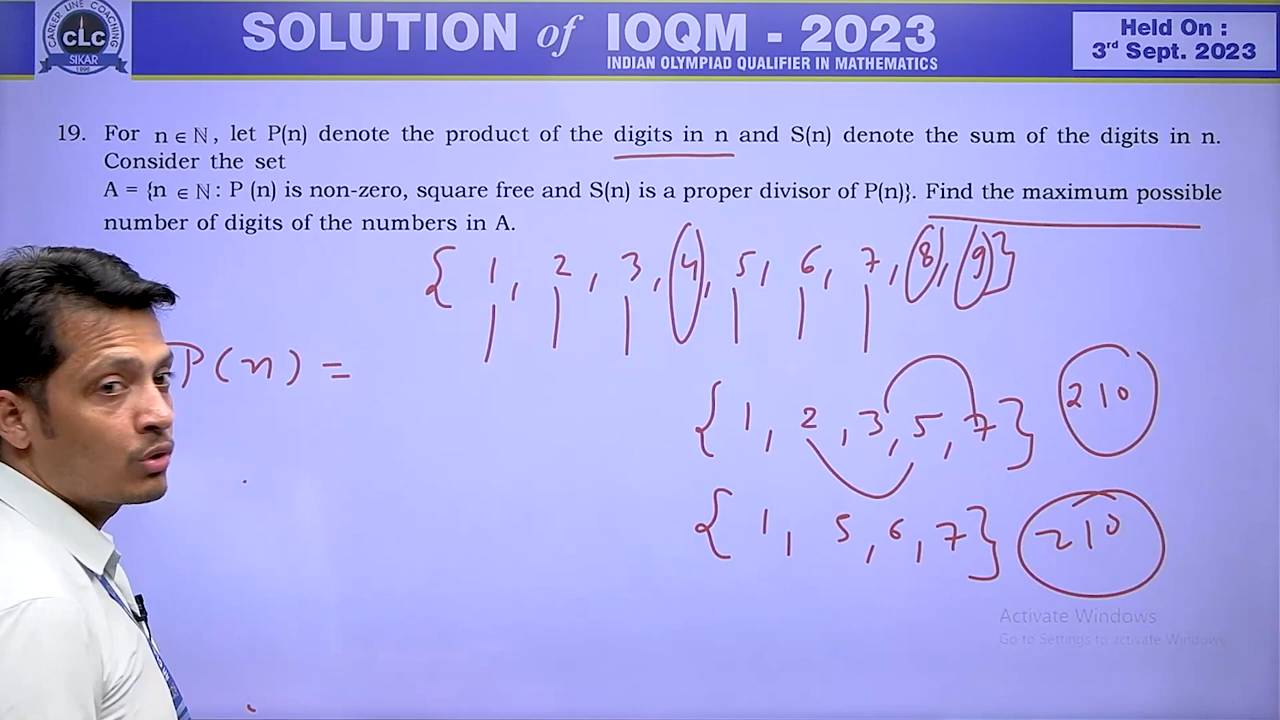 CAREER LINE COACHING
CLC
SIKAR
1996
SOLUTION of IOQM - 2023
INDIAN OLYMPIAD QUALIFIER IN MATHEMATICS
Held On :
3rd Sept. 2023
19. For n ∈ ℕ, let P(n) denote the product of the digits in n and S(n) denote the sum of the digits in n.
Consider the set
A = {n ∈ ℕ: P (n) is non-zero, square free and S(n) is a proper divisor of P(n)}. Find the maximum possible
number of digits of the numbers in A.
{ 1, 2, 3, 4, 5, 6, 7, 8, 9 }
P(n) =
{ 1, 2, 3, 5, 7 } 210
{ 1, 5, 6, 7 } 210
Activate Windows
Go to Settings to activate Windows.